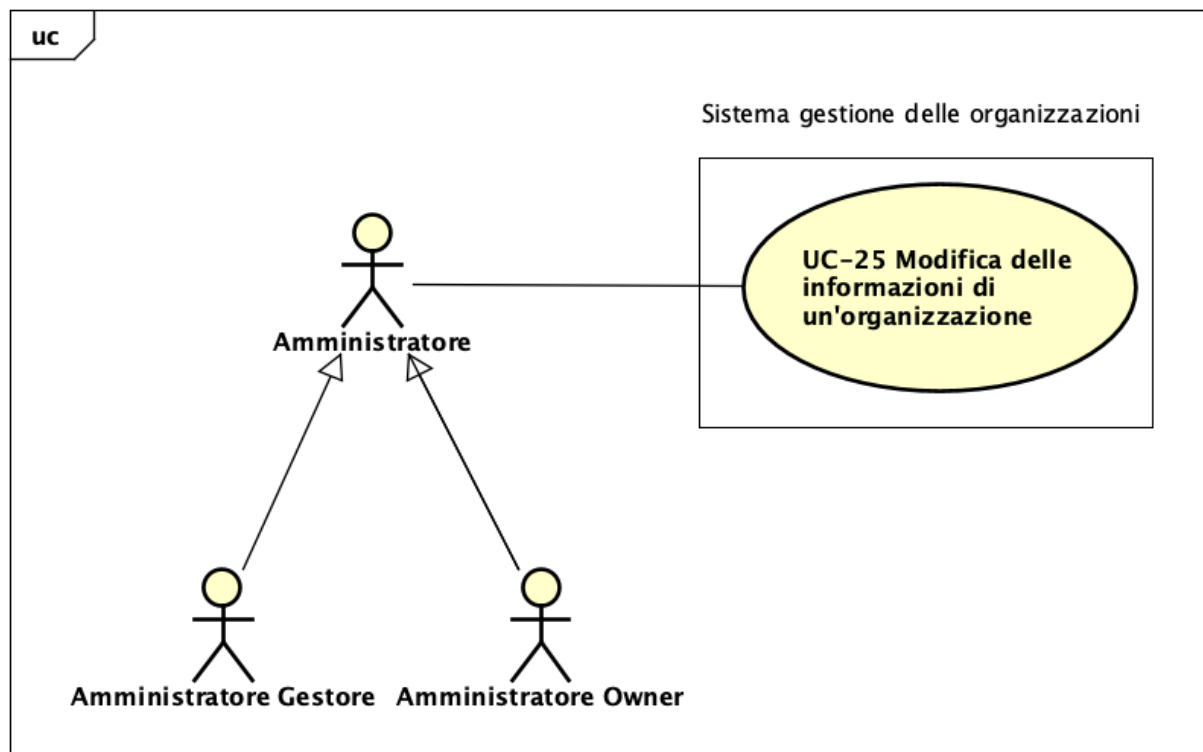 uc
Sistema gestione delle organizzazioni
UC-25 Modifica delle
informazioni di
un'organizzazione
Amministratore
Amministratore Gestore
Amministratore Owner